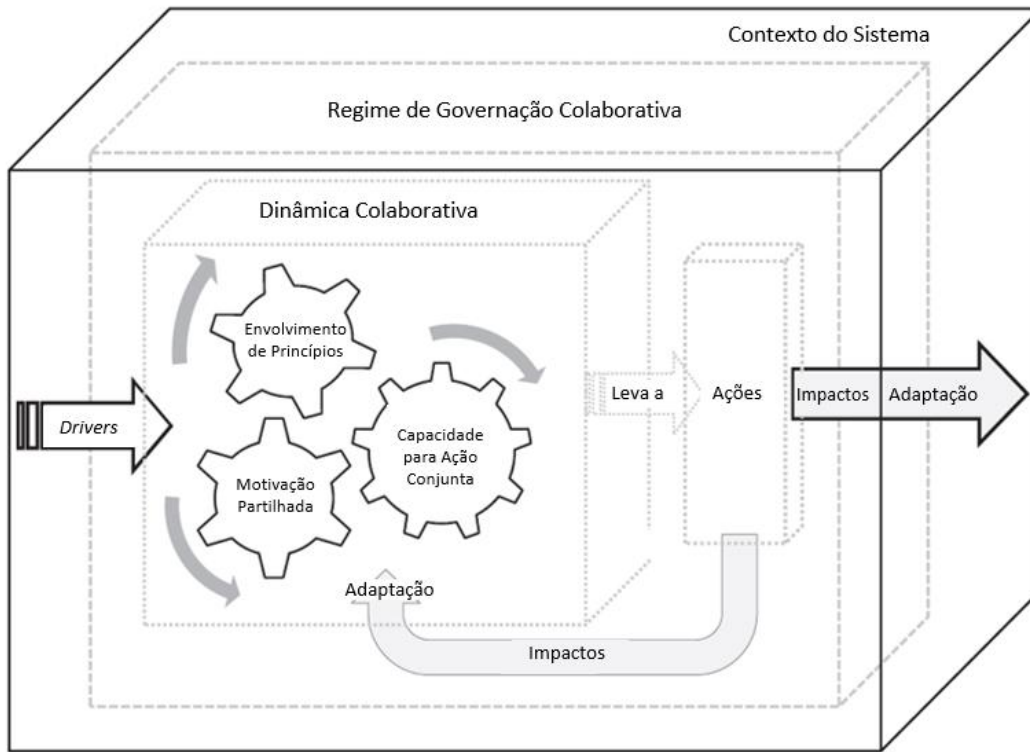 Contexto do Sistema
Regime de Governação Colaborativa
Dinâmica Colaborativa
Envolvimento
de Princípios
Drivers
Motivação
Partilhada
Capacidade
para Ação
Conjunta
Leva a
Ações
Impactos
Adaptação
Adaptação
Impactos